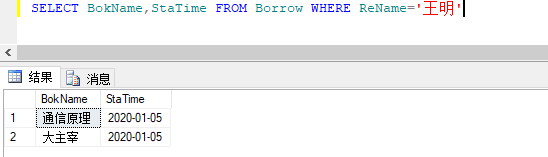 SELECT BokName,StaTime FROM Borrow WHERE ReName='王明'
结果 消息
BokName StaTime
1 通信原理 2020-01-05
2 大主宰 2020-01-05